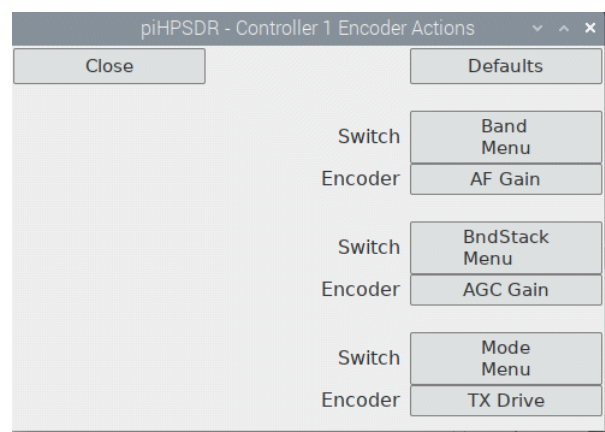 piHPSDR - Controller 1 Encoder Actions
Close
Defaults
Switch
Band
Menu
Encoder
AF Gain
Switch
BndStack
Menu
Encoder
AGC Gain
Switch
Mode
Menu
Encoder
TX Drive